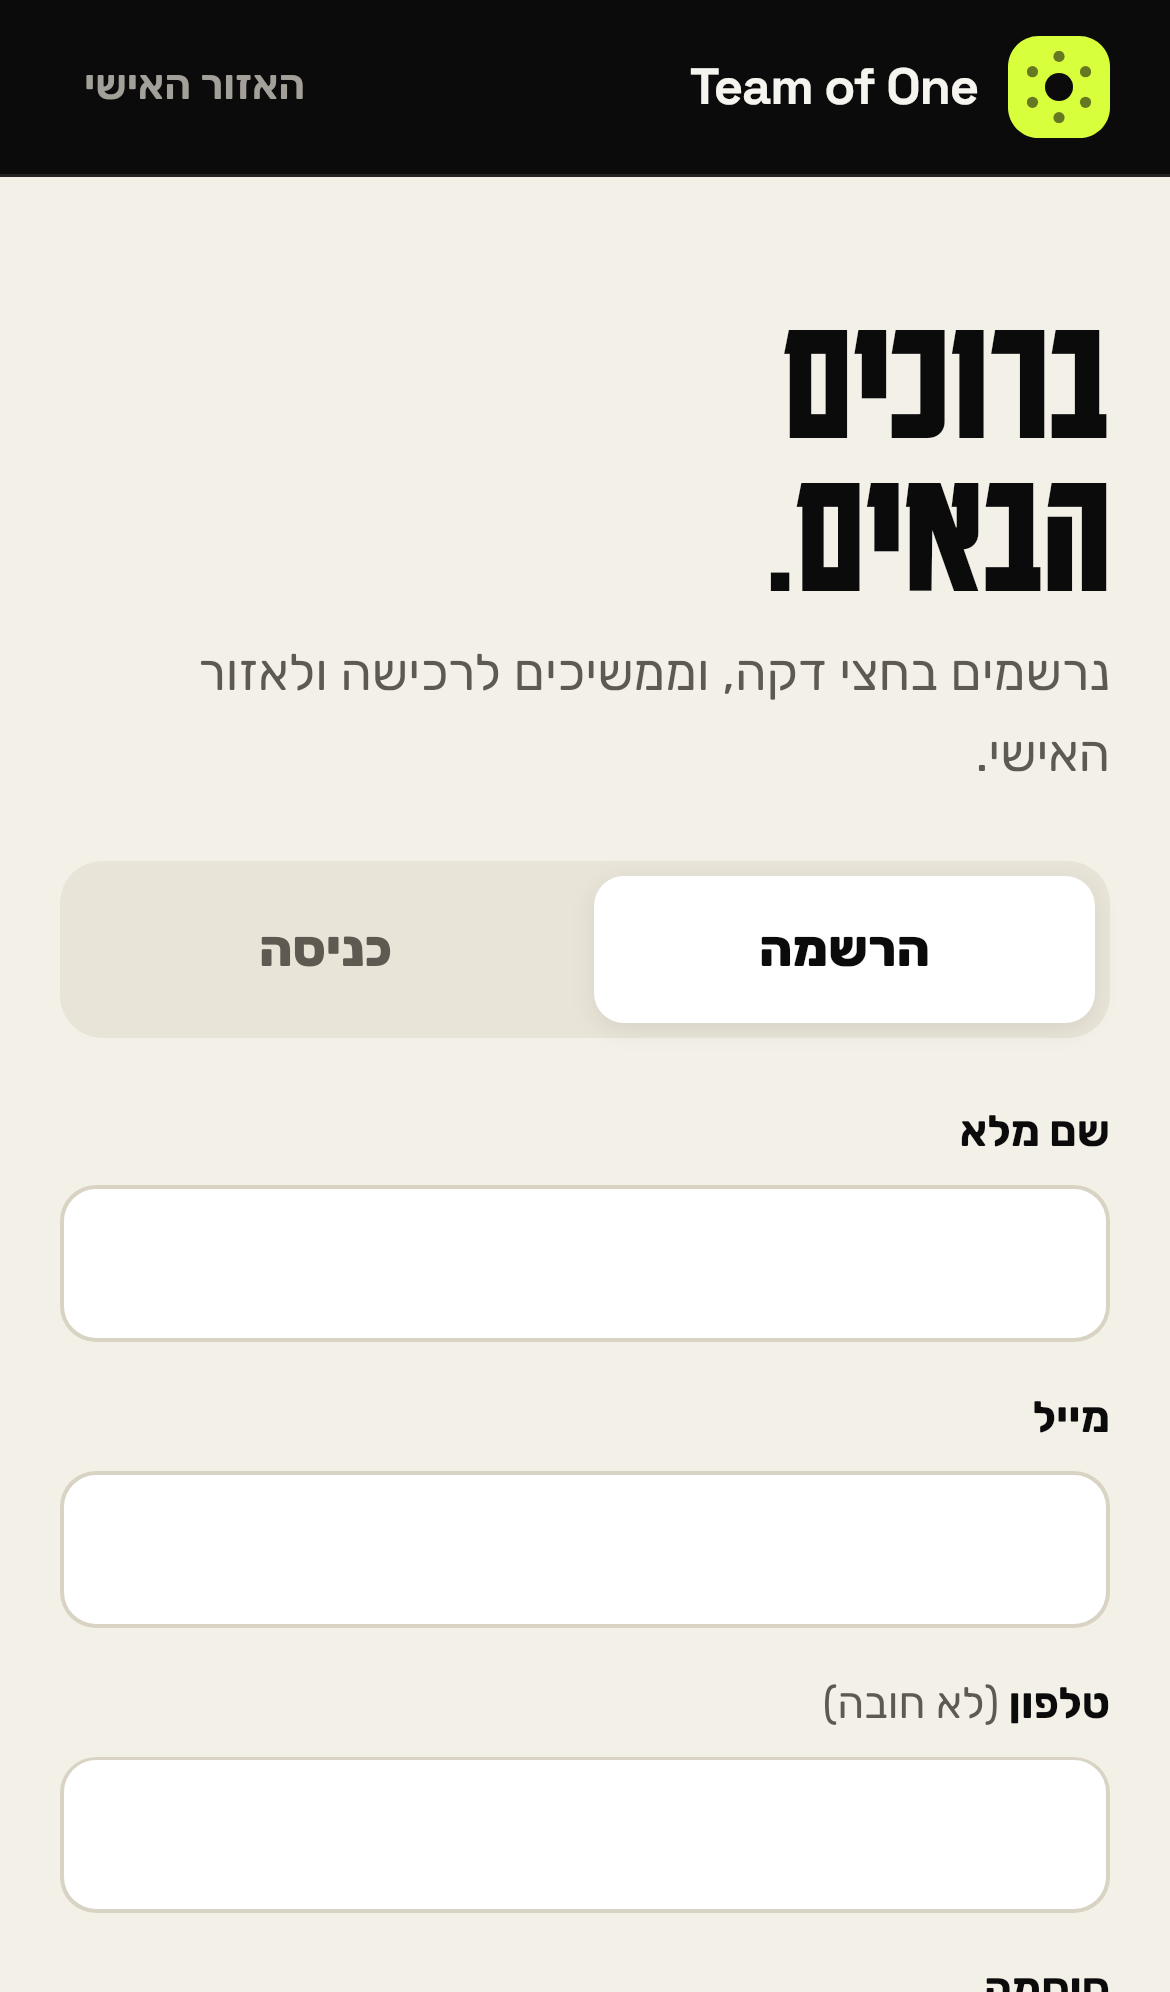 Team of One
האזור האישי
ברוכים
הבאים.
נרשמים בחצי דקה, וממשיכים לרכישה ולאזור
האישי.
הרשמה
כניסה
שם מלא
מייל
טלפון (לא חובה)